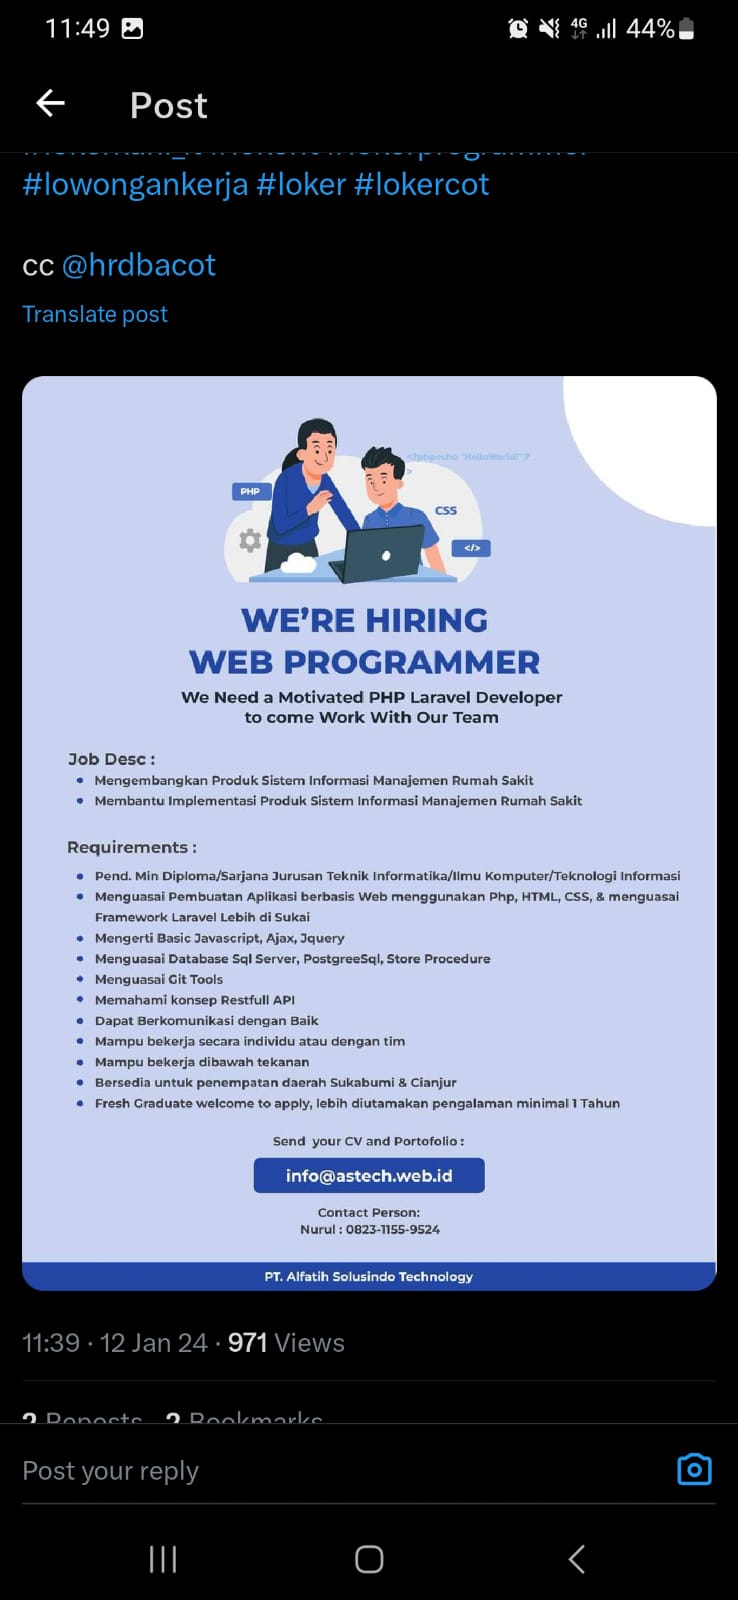 11:49
4G
44%
Post
#lowongankerja #loker #lokercot
cc @hrdbacot
Translate post
<?phpecho "HelloWorld!"?
>
PHP
CSS
</>
WE'RE HIRING
WEB PROGRAMMER
We Need a Motivated PHP Laravel Developer
to come Work With Our Team
Job Desc :
• Mengembangkan Produk Sistem Informasi Manajemen Rumah Sakit
• Membantu Implementasi Produk Sistem Informasi Manajemen Rumah Sakit
Requirements :
• Pend. Min Diploma/Sarjana Jurusan Teknik Informatika/Ilmu Komputer/Teknologi Informasi
• Menguasai Pembuatan Aplikasi berbasis Web menggunakan Php, HTML, CSS, & menguasai
Framework Laravel Lebih di Sukai
• Mengerti Basic Javascript, Ajax, Jquery
• Menguasai Database Sql Server, PostgreeSql, Store Procedure
• Menguasai Git Tools
• Memahami konsep Restfull API
• Dapat Berkomunikasi dengan Baik
• Mampu bekerja secara individu atau dengan tim
• Mampu bekerja dibawah tekanan
• Bersedia untuk penempatan daerah Sukabumi & Cianjur
• Fresh Graduate welcome to apply, lebih diutamakan pengalaman minimal 1 Tahun
Send your CV and Portofolio :
info@astech.web.id
Contact Person:
Nurul : 0823-1155-9524
PT. Alfatih Solusindo Technology
11:39 · 12 Jan 24 · 971 Views
2 Reposts 2 Bookmarks
Post your reply